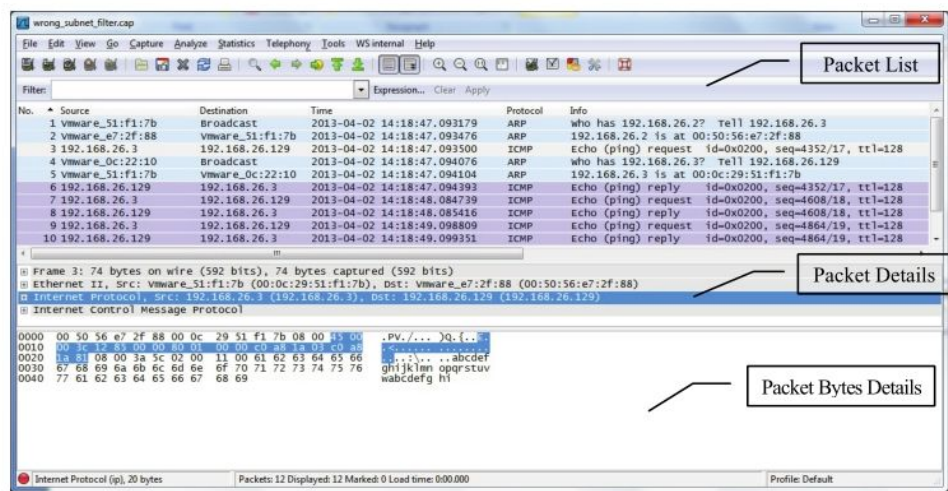 wrong_subnet_filter.cap
File Edit View Go Capture Analyze Statistics Telephony Tools WS internal Help
Packet List
Filter: Expression... Clear Apply
No. Source Destination Time Protocol Info
1 Vmware_51:f1:7b Broadcast 2013-04-02 14:18:47.093179 ARP who has 192.168.26.2? Tell 192.168.26.3
2 Vmware_e7:2f:88 Vmware_51:f1:7b 2013-04-02 14:18:47.093476 ARP 192.168.26.2 is at 00:50:56:e7:2f:88
3 192.168.26.3 192.168.26.129 2013-04-02 14:18:47.093500 ICMP Echo (ping) request id=0x0200, seq=4352/17, ttl=128
4 Vmware_0c:22:10 Broadcast 2013-04-02 14:18:47.094076 ARP who has 192.168.26.3? Tell 192.168.26.129
5 Vmware_51:f1:7b Vmware_0c:22:10 2013-04-02 14:18:47.094104 ARP 192.168.26.3 is at 00:0c:29:51:f1:7b
6 192.168.26.129 192.168.26.3 2013-04-02 14:18:47.094393 ICMP Echo (ping) reply id=0x0200, seq=4352/17, ttl=128
7 192.168.26.3 192.168.26.129 2013-04-02 14:18:48.084739 ICMP Echo (ping) request id=0x0200, seq=4608/18, ttl=128
8 192.168.26.129 192.168.26.3 2013-04-02 14:18:48.085416 ICMP Echo (ping) reply id=0x0200, seq=4608/18, ttl=128
9 192.168.26.3 192.168.26.129 2013-04-02 14:18:49.098809 ICMP Echo (ping) request id=0x0200, seq=4864/19, ttl=128
10 192.168.26.129 192.168.26.3 2013-04-02 14:18:49.099351 ICMP Echo (ping) reply id=0x0200, seq=4864/19, ttl=128
Frame 3: 74 bytes on wire (592 bits), 74 bytes captured (592 bits)
Packet Details
Ethernet II, Src: Vmware_51:f1:7b (00:0c:29:51:f1:7b), Dst: Vmware_e7:2f:88 (00:50:56:e7:2f:88)
Internet Protocol, Src: 192.168.26.3 (192.168.26.3), Dst: 192.168.26.129 (192.168.26.129)
Internet Control Message Protocol
0000 00 50 56 e7 2f 88 00 0c 29 51 f1 7b 08 00 45 00 .PV./... )Q.{..E.
0010 00 3c 12 85 00 00 80 01 00 00 c0 a8 1a 03 c0 a8 .<...... ........
0020 1a 81 08 00 3a 5c 02 00 11 00 61 62 63 64 65 66 ....:\.. ..abcdef
0030 67 68 69 6a 6b 6c 6d 6e 6f 70 71 72 73 74 75 76 ghijklmn opqrstuv
0040 77 61 62 63 64 65 66 67 68 69 wabcdefg hi
Packet Bytes Details
Internet Protocol (ip), 20 bytes Packets: 12 Displayed: 12 Marked: 0 Load time: 0:00.000 Profile: Default